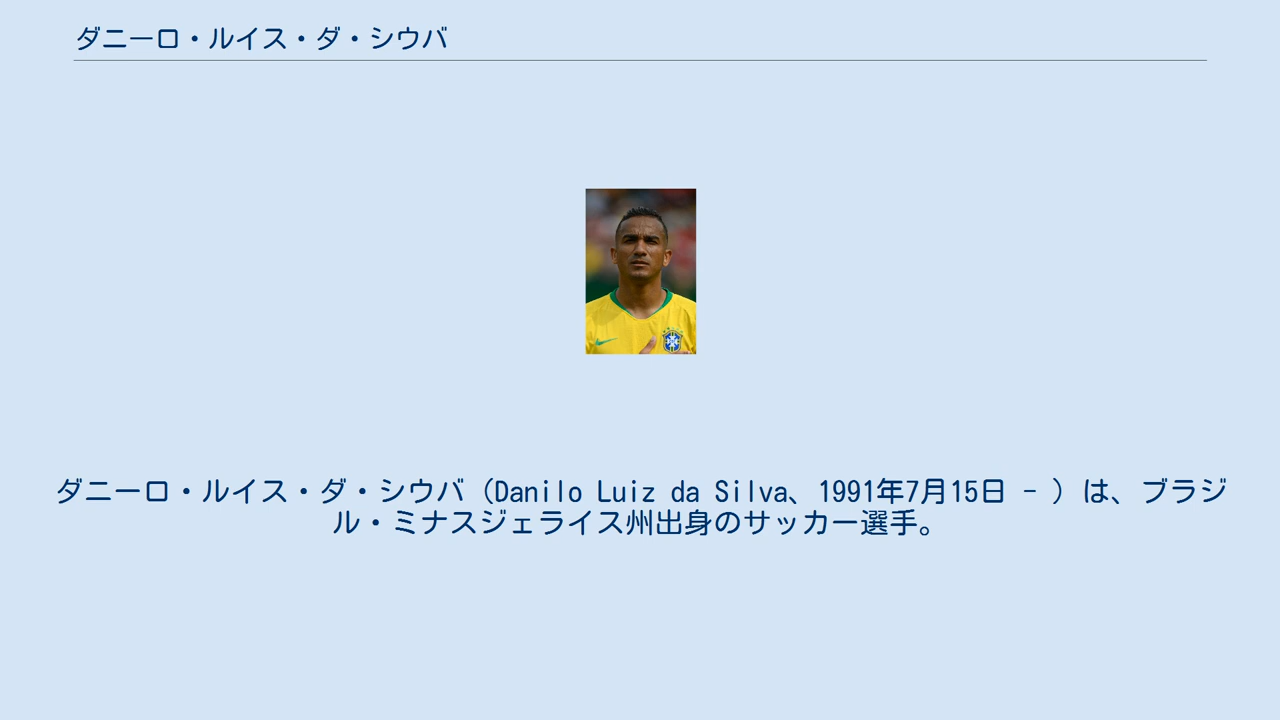 ダニーロ・ルイス・ダ・シウバ
ダニーロ・ルイス・ダ・シウバ（Danilo Luiz da Silva、1991年7月15日 - ）は、ブラジ
ル・ミナスジェライス州出身のサッカー選手。